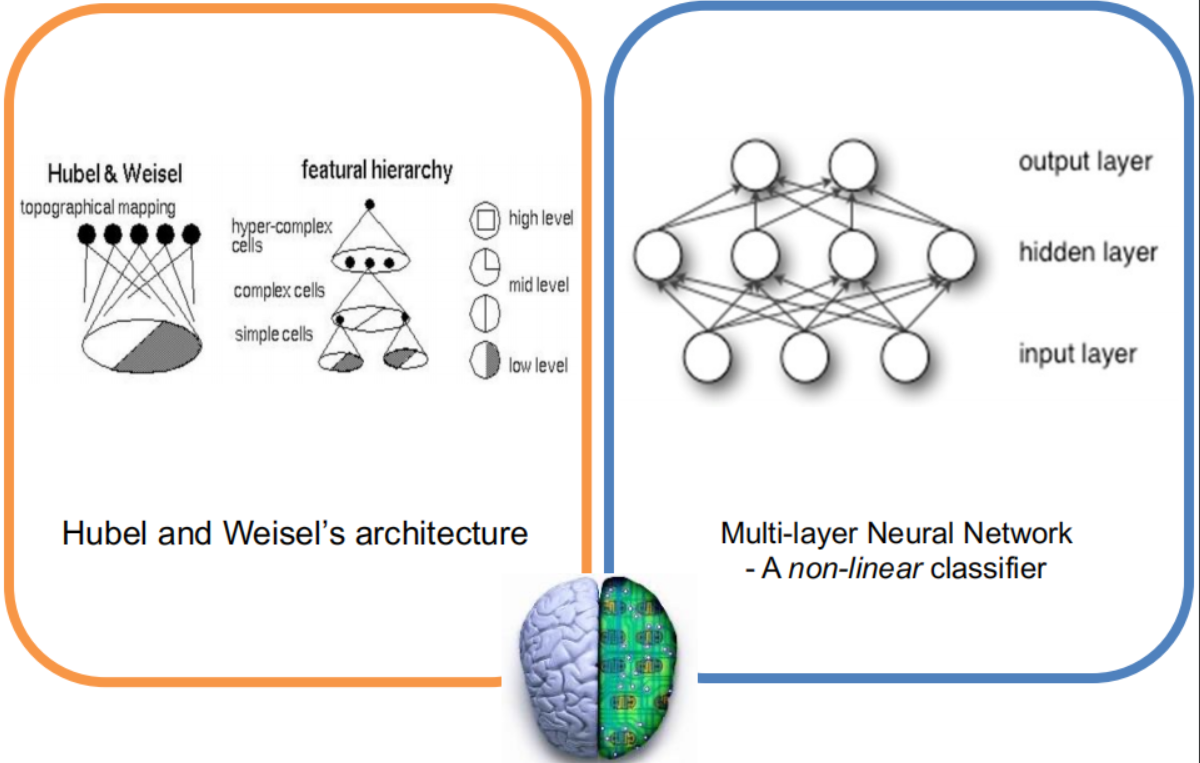 Hubel & Weisel
topographical mapping
featural hierarchy
hyper-complex
cells
complex cells
simple cells
high level
mid level
low level
Hubel and Weisel's architecture
output layer
hidden layer
input layer
Multi-layer Neural Network
- A non-linear classifier